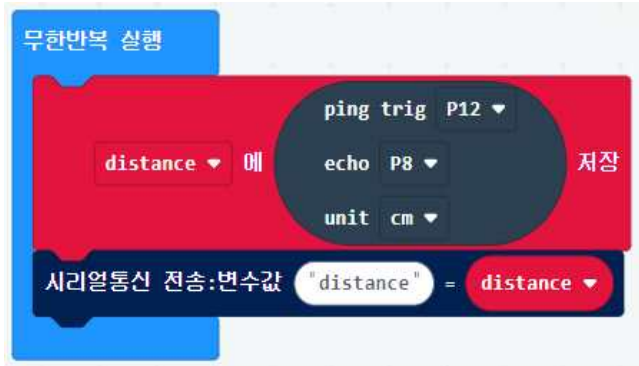 무한반복 실행
ping trig P12
distance 에 echo P8 저장
unit cm
시리얼통신 전송:변수값 "distance" = distance